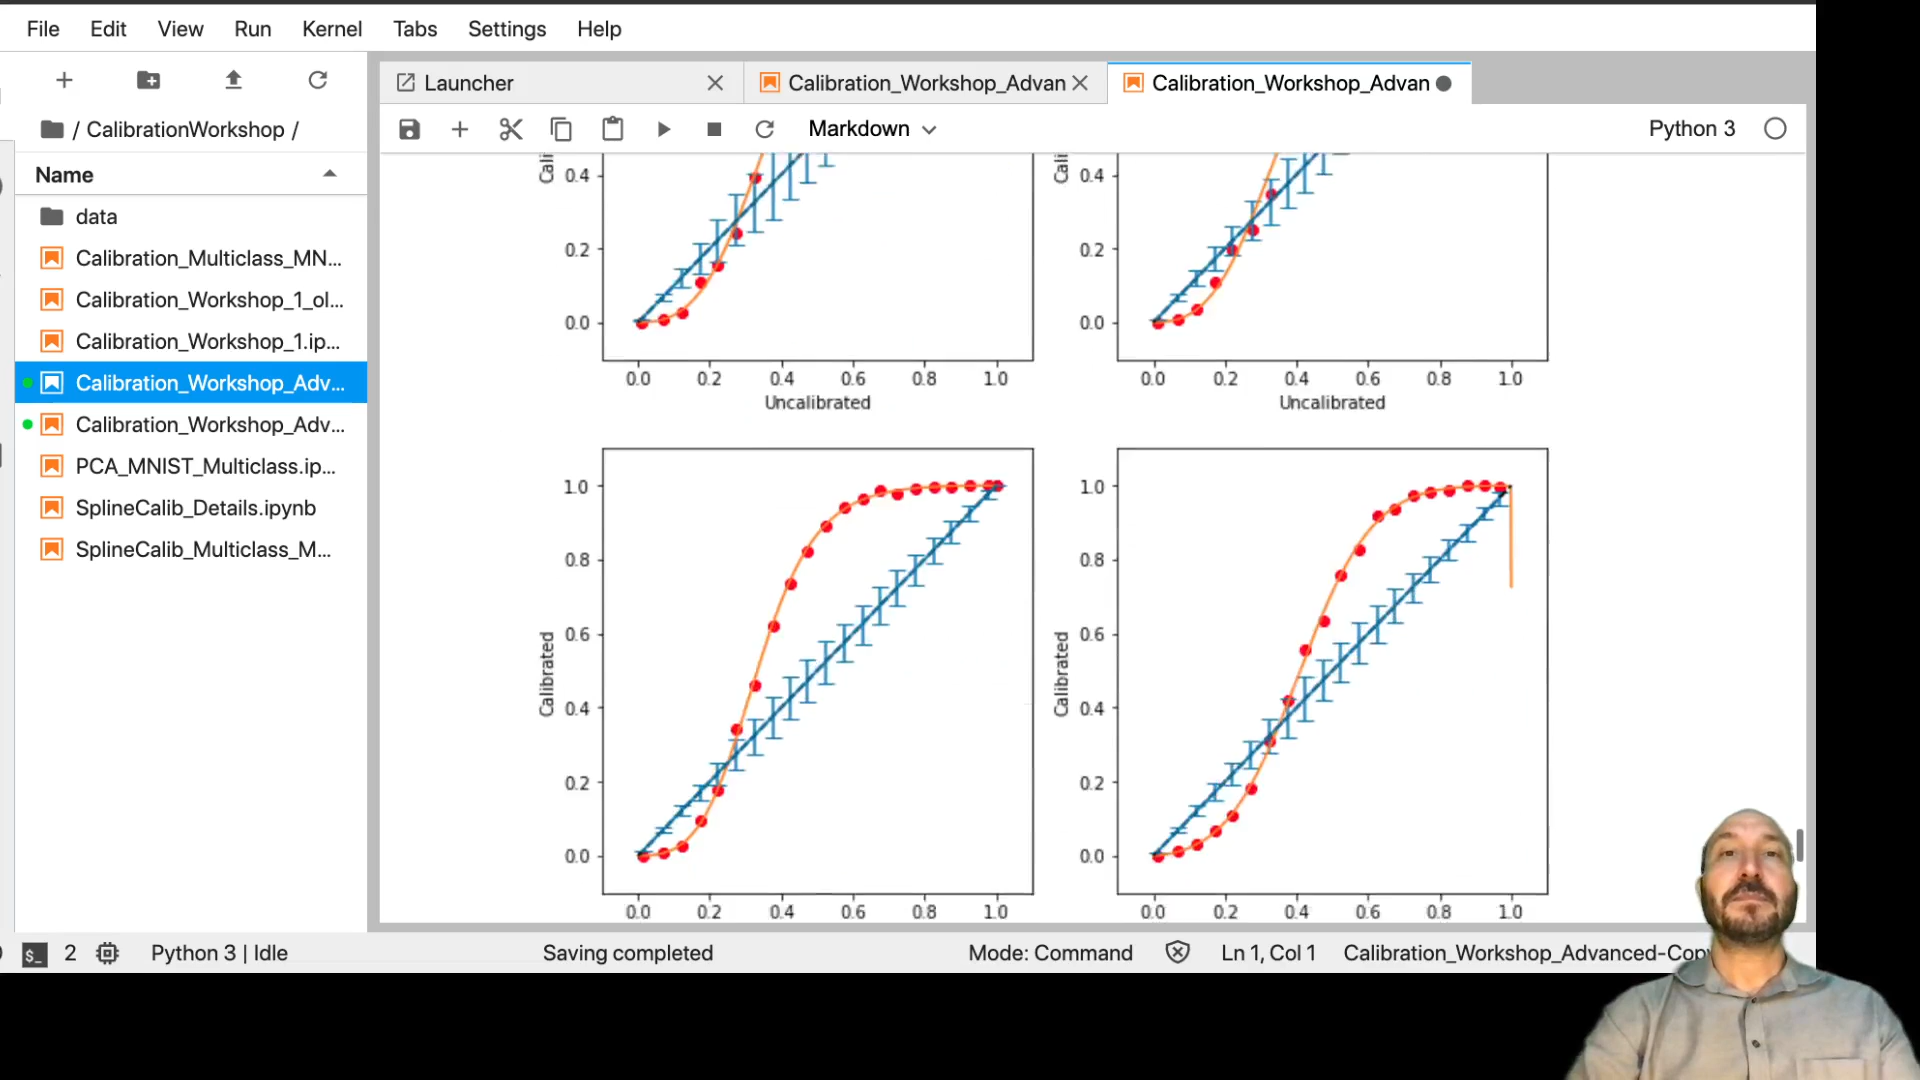 File Edit View Run Kernel Tabs Settings Help
Launcher
Calibration_Workshop_Advan
Calibration_Workshop_Advan
/ CalibrationWorkshop /
Markdown
Python 3
Name
data
Calibration_Multiclass_MN...
Calibration_Workshop_1_ol...
Calibration_Workshop_1.ip...
Calibration_Workshop_Adv...
Calibration_Workshop_Adv...
PCA_MNIST_Multiclass.ip...
SplineCalib_Details.ipynb
SplineCalib_Multiclass_M...
Cali
0.4
0.2
0.0
0.0 0.2 0.4 0.6 0.8 1.0
Uncalibrated
Cali
0.4
0.2
0.0
0.0 0.2 0.4 0.6 0.8 1.0
Uncalibrated
Calibrated
1.0
0.8
0.6
0.4
0.2
0.0
0.0 0.2 0.4 0.6 0.8 1.0
Calibrated
1.0
0.8
0.6
0.4
0.2
0.0
0.0 0.2 0.4 0.6 0.8 1.0
$_ 2 Python 3 | Idle Saving completed Mode: Command Ln 1, Col 1 Calibration_Workshop_Advanced-Cop